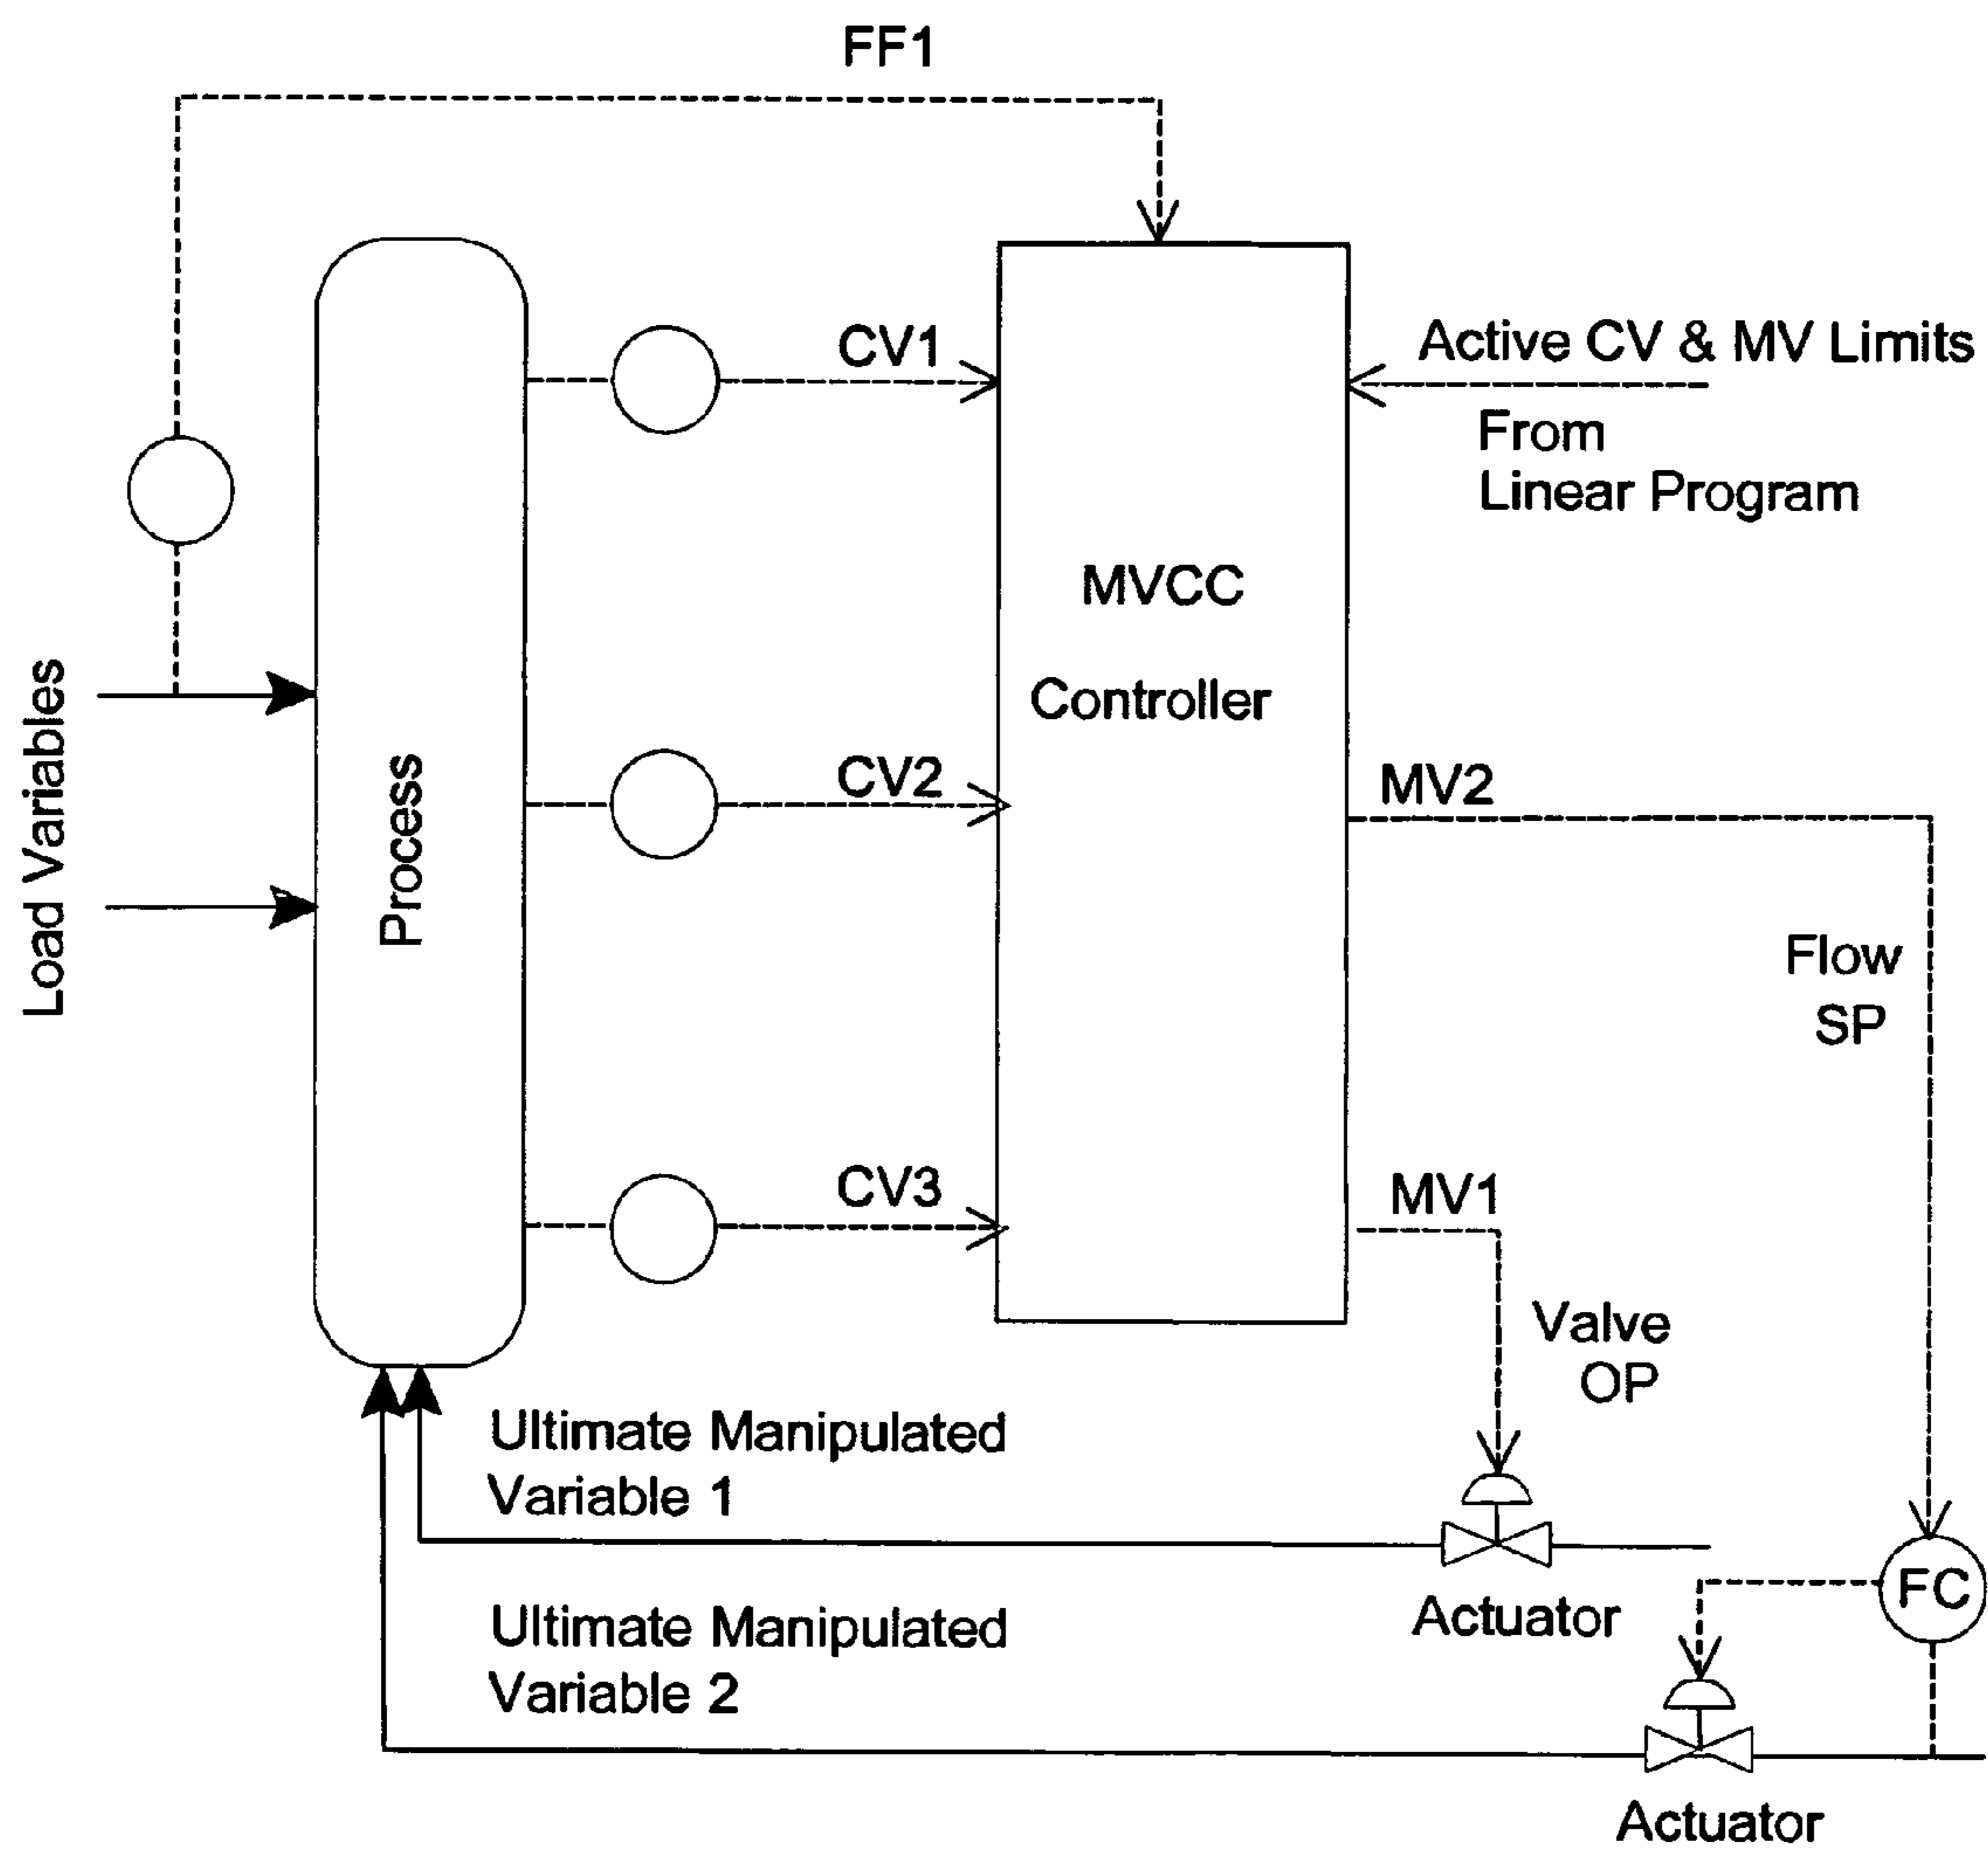 FF1
CV1
Active CV & MV Limits
From
Linear Program
MVCC
Controller
Load Variables
Process
CV2
MV2
Flow
SP
CV3
MV1
Valve
OP
Ultimate Manipulated
Variable 1
FC
Actuator
Ultimate Manipulated
Variable 2
Actuator